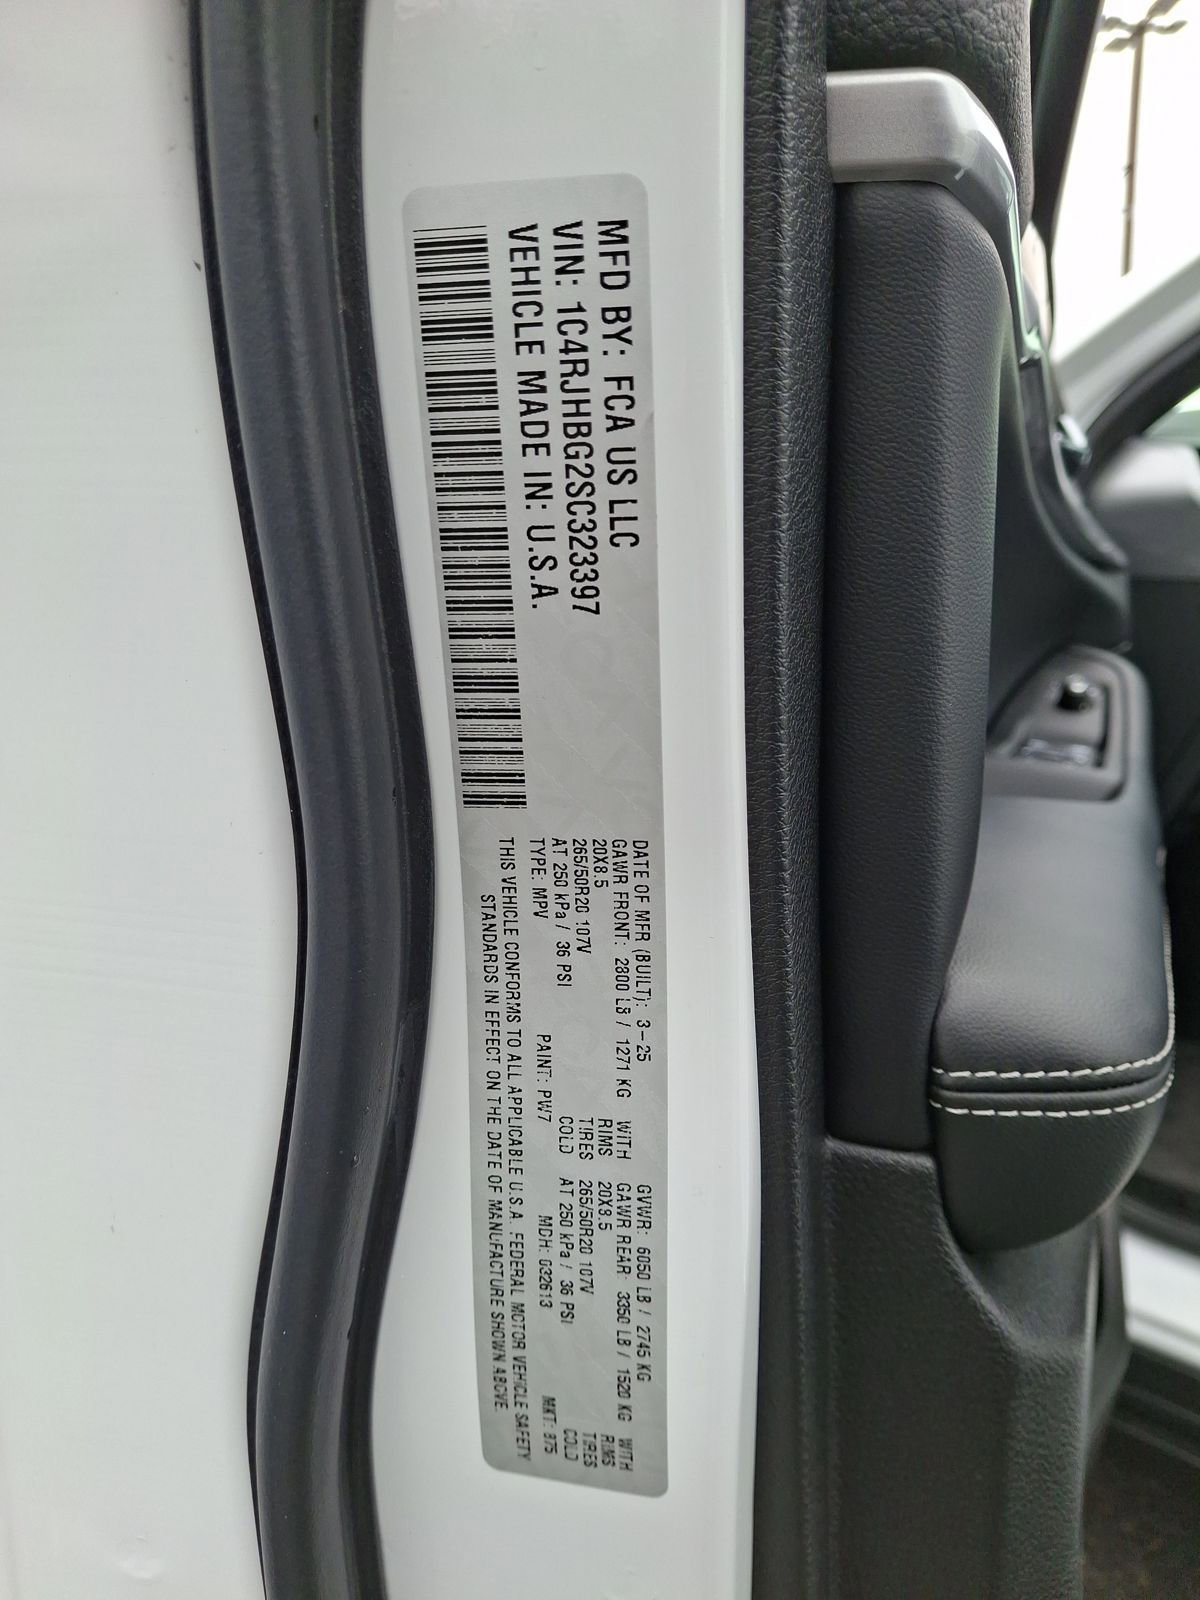 MFD BY: FCA US LLC
VIN: 1C4RJHBG2SC323397
VEHICLE MADE IN: U.S.A.
DATE OF MFR (BUILT): 3-25 GVWR: 6050 LB / 2745 KG
GAWR FRONT: 2800 LB / 1271 KG WITH GAWR REAR: 3350 LB / 1520 KG WITH
20X8.5 RIMS 20X8.5 RIMS
265/50R20 107V TIRES 265/50R20 107V TIRES
AT 250 kPa / 36 PSI COLD AT 250 kPa / 36 PSI COLD
TYPE: MPV PAINT: PW7 MDH: 032613 MKT: 875
THIS VEHICLE CONFORMS TO ALL APPLICABLE U.S.A. FEDERAL MOTOR VEHICLE SAFETY
STANDARDS IN EFFECT ON THE DATE OF MANUFACTURE SHOWN ABOVE.